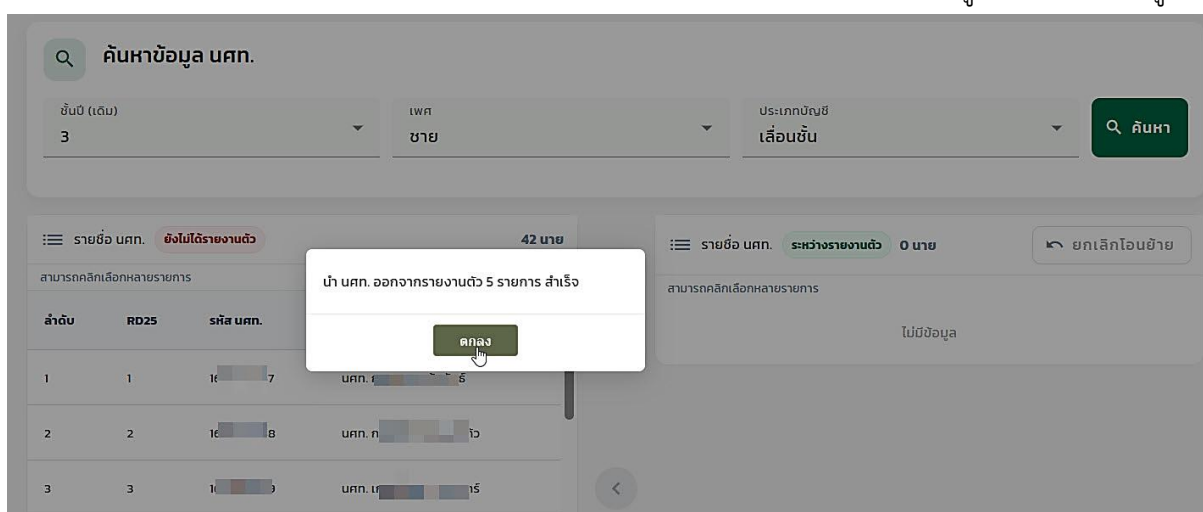 ค้นหาข้อมูล นศท.
ชั้นปี (เดิม)
3
เพศ
ชาย
ประเภทบัญชี
เลื่อนชั้น
ค้นหา
รายชื่อ นศท. ยังไม่ได้รายงานตัว 42 นาย
สามารถคลิกเลือกหลายรายการ
ลำดับ RD25 รหัส นศท.
1 1
นศท.
2 2
นศท.
3 3
นศท.
นำ นศท. ออกจากรายงานตัว 5 รายการ สำเร็จ
ตกลง
รายชื่อ นศท. ระหว่างรายงานตัว 0 นาย
ยกเลิกโอนย้าย
สามารถคลิกเลือกหลายรายการ
ไม่มีข้อมูล